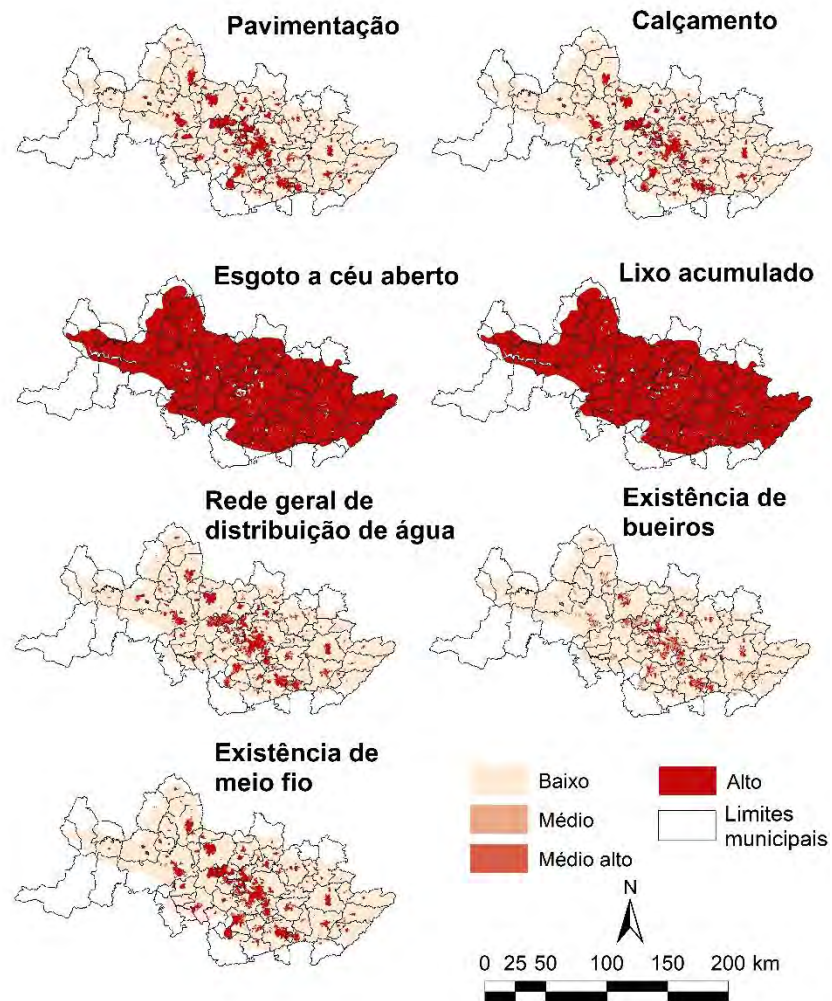 Pavimentação
Calçamento
Esgoto a céu aberto
Lixo acumulado
Rede geral de
distribuição de água
Existência de
bueiros
Existência de
meio fio
Baixo
Médio
Médio alto
Alto
Limites
municipais
N
0 25 50 100 150 200 km